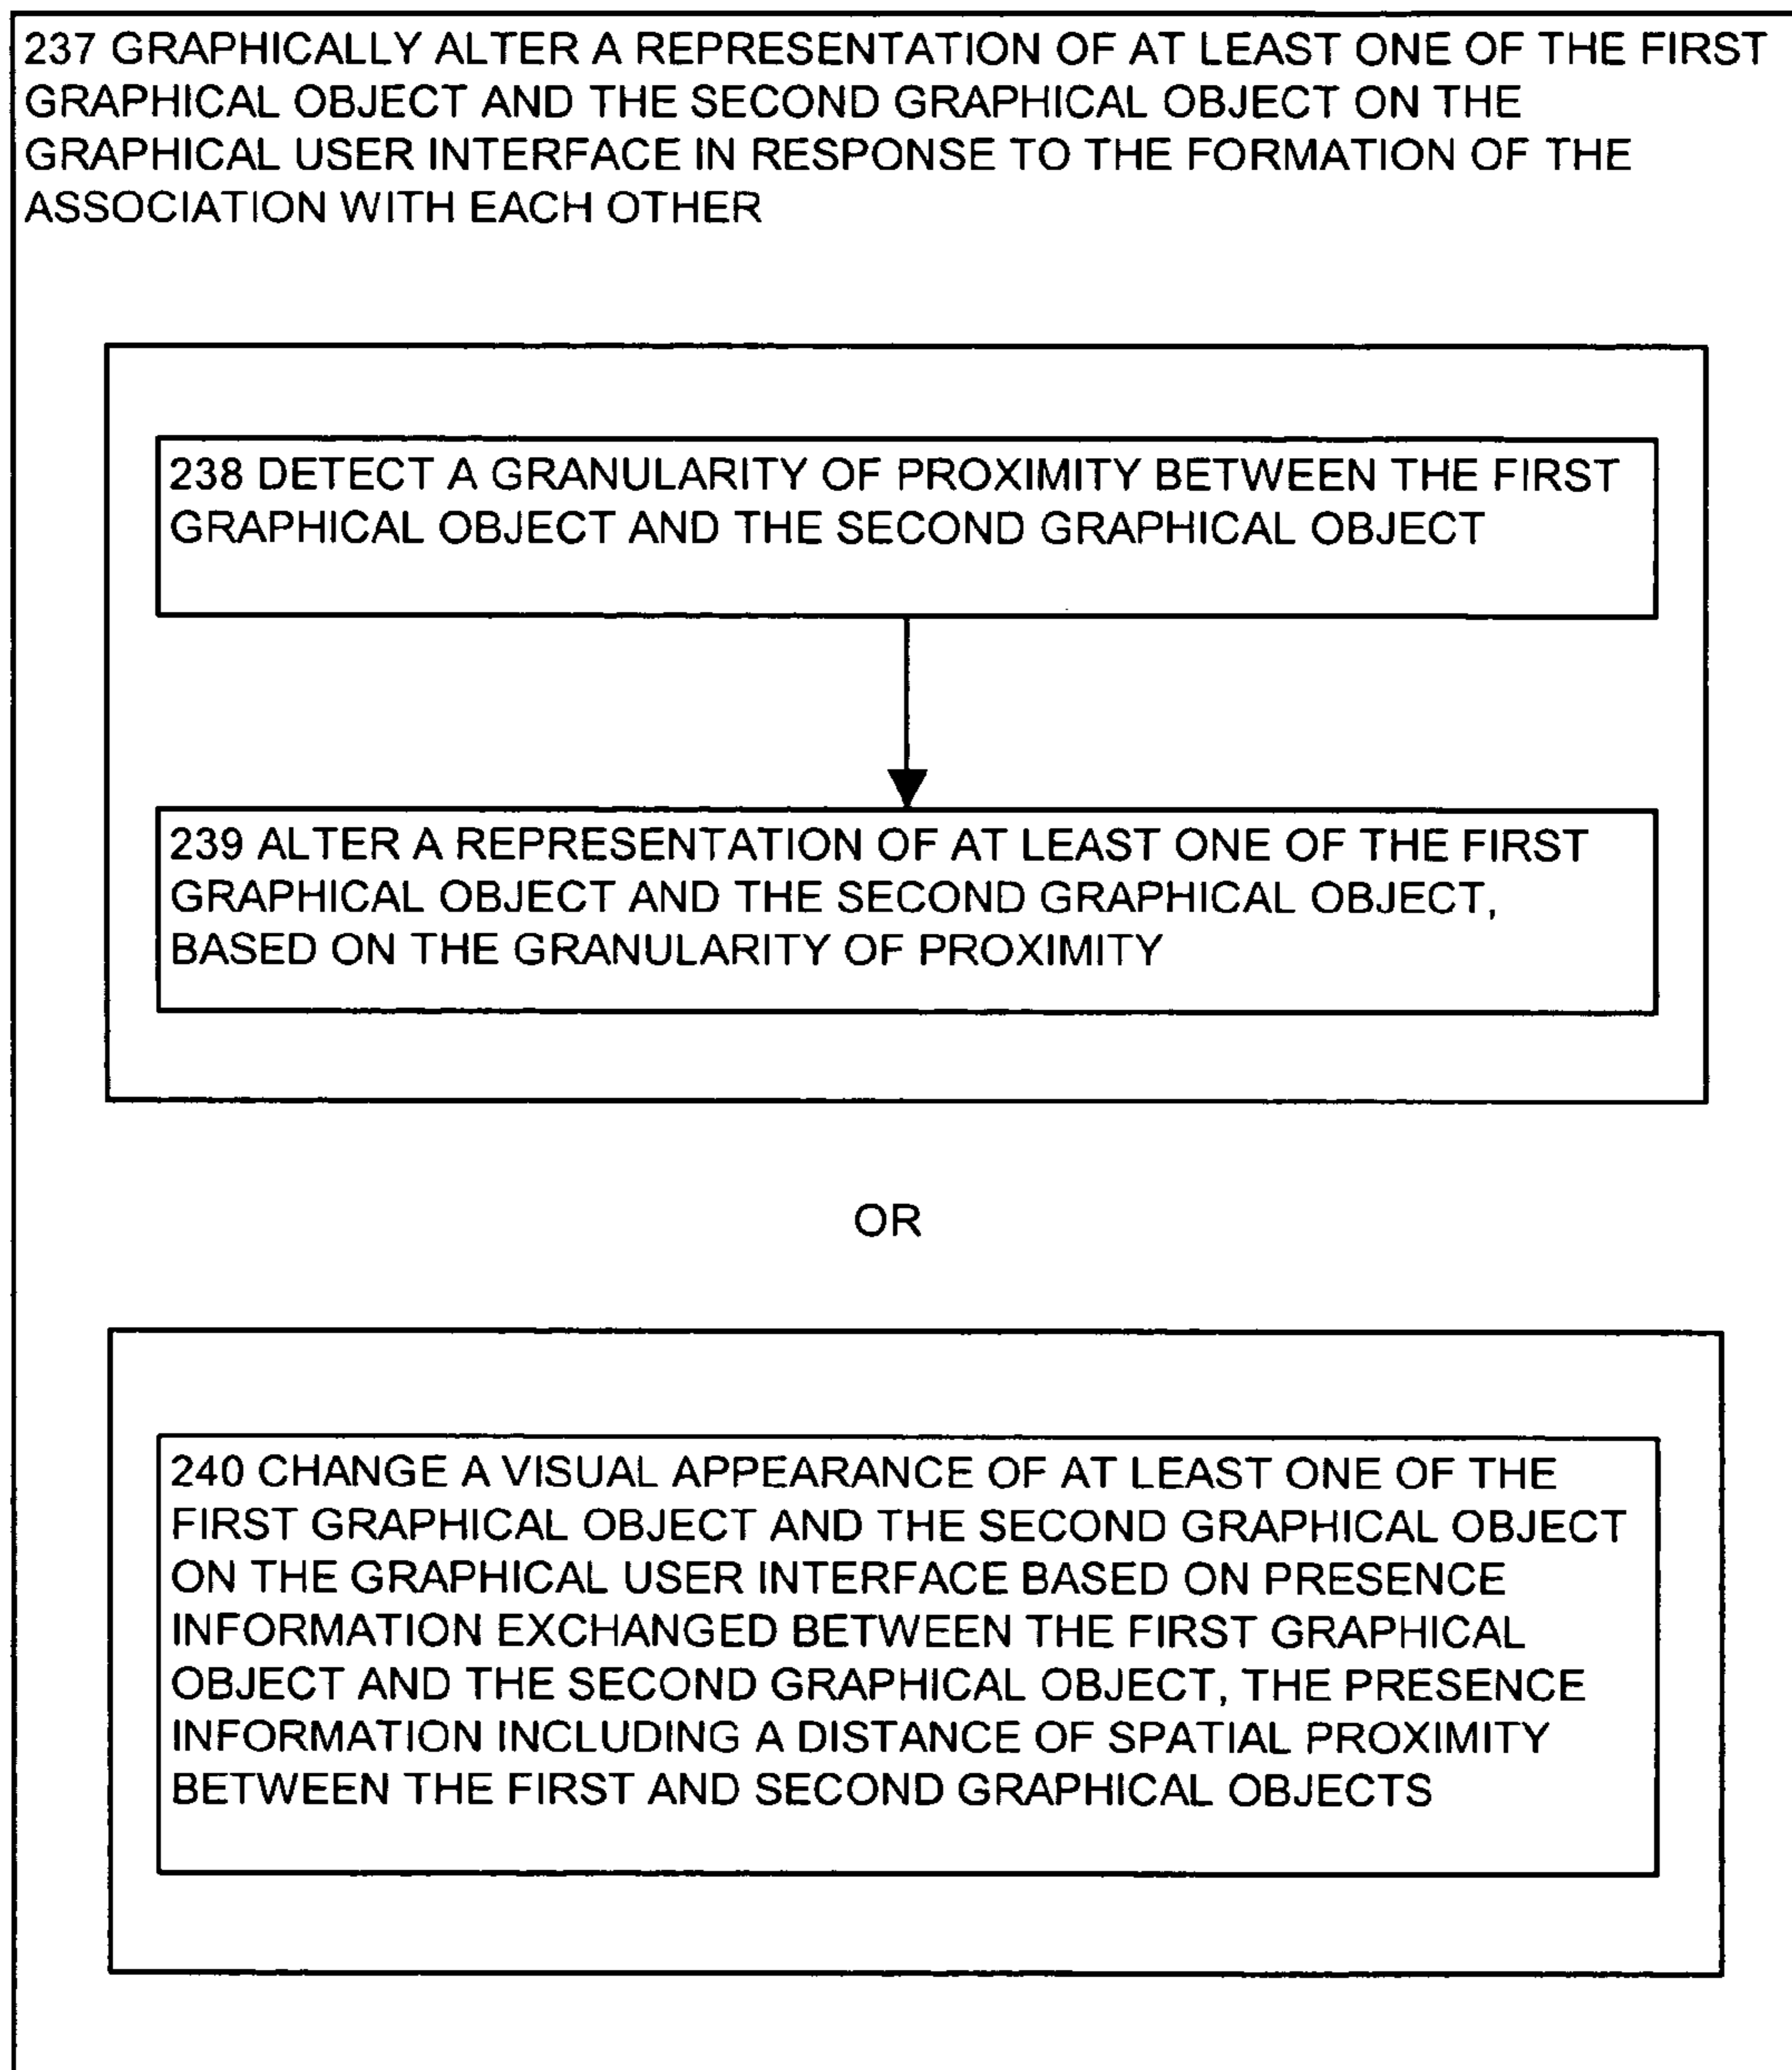 237 GRAPHICALLY ALTER A REPRESENTATION OF AT LEAST ONE OF THE FIRST
GRAPHICAL OBJECT AND THE SECOND GRAPHICAL OBJECT ON THE
GRAPHICAL USER INTERFACE IN RESPONSE TO THE FORMATION OF THE
ASSOCIATION WITH EACH OTHER
238 DETECT A GRANULARITY OF PROXIMITY BETWEEN THE FIRST
GRAPHICAL OBJECT AND THE SECOND GRAPHICAL OBJECT
239 ALTER A REPRESENTATION OF AT LEAST ONE OF THE FIRST
GRAPHICAL OBJECT AND THE SECOND GRAPHICAL OBJECT,
BASED ON THE GRANULARITY OF PROXIMITY
OR
240 CHANGE A VISUAL APPEARANCE OF AT LEAST ONE OF THE
FIRST GRAPHICAL OBJECT AND THE SECOND GRAPHICAL OBJECT
ON THE GRAPHICAL USER INTERFACE BASED ON PRESENCE
INFORMATION EXCHANGED BETWEEN THE FIRST GRAPHICAL
OBJECT AND THE SECOND GRAPHICAL OBJECT, THE PRESENCE
INFORMATION INCLUDING A DISTANCE OF SPATIAL PROXIMITY
BETWEEN THE FIRST AND SECOND GRAPHICAL OBJECTS